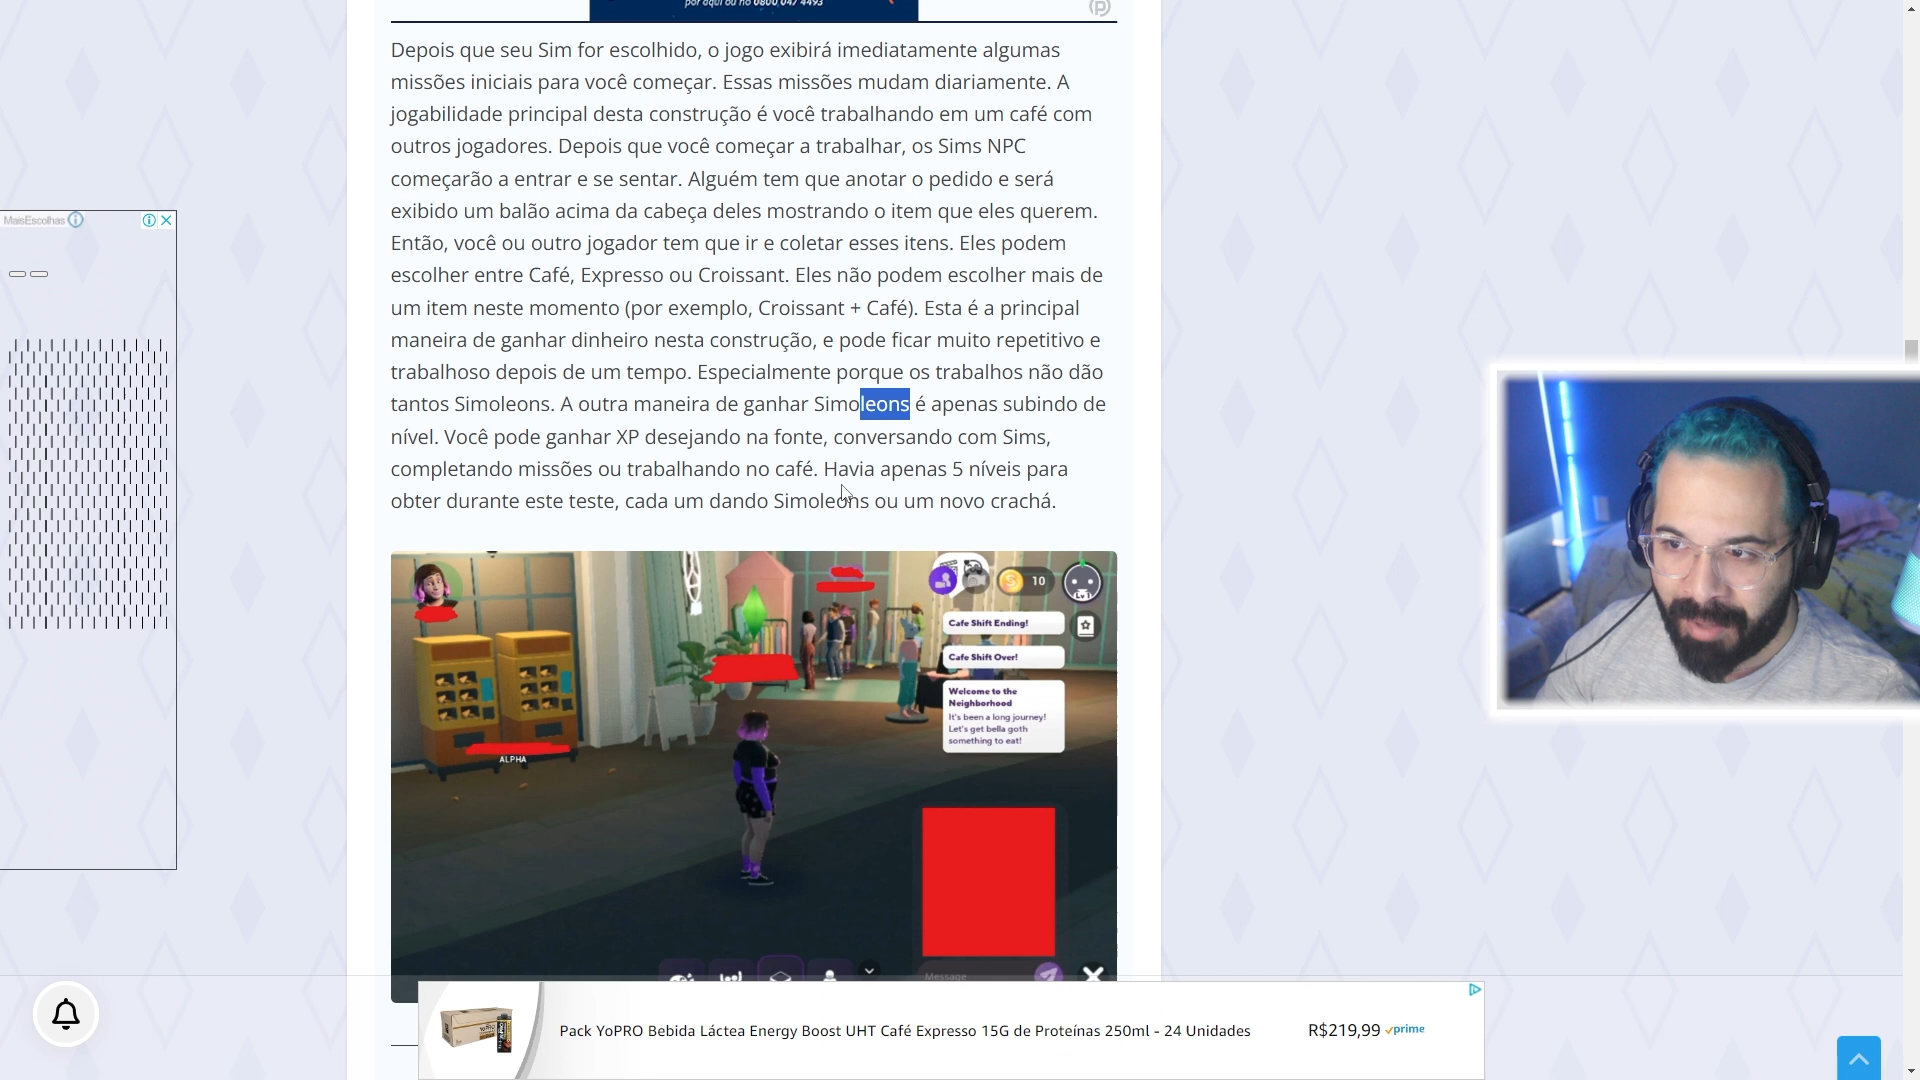 por aqui ou no 0800 047 4493
Depois que seu Sim for escolhido, o jogo exibirá imediatamente algumas
missões iniciais para você começar. Essas missões mudam diariamente. A
jogabilidade principal desta construção é você trabalhando em um café com
outros jogadores. Depois que você começar a trabalhar, os Sims NPC
começarão a entrar e se sentar. Alguém tem que anotar o pedido e será
exibido um balão acima da cabeça deles mostrando o item que eles querem.
Então, você ou outro jogador tem que ir e coletar esses itens. Eles podem
escolher entre Café, Expresso ou Croissant. Eles não podem escolher mais de
um item neste momento (por exemplo, Croissant + Café). Esta é a principal
maneira de ganhar dinheiro nesta construção, e pode ficar muito repetitivo e
trabalhoso depois de um tempo. Especialmente porque os trabalhos não dão
tantos Simoleons. A outra maneira de ganhar Simoleons é apenas subindo de
nível. Você pode ganhar XP desejando na fonte, conversando com Sims,
completando missões ou trabalhando no café. Havia apenas 5 níveis para
obter durante este teste, cada um dando Simoleons ou um novo crachá.
MaisEscolhas
10
Lv 1
Cafe Shift Ending!
Cafe Shift Over!
Welcome to the
Neighborhood
It's been a long journey!
Let's get bella goth
something to eat!
ALPHA
Message
Pack YoPRO Bebida Láctea Energy Boost UHT Café Expresso 15G de Proteínas 250ml - 24 Unidades
R$219,99 prime